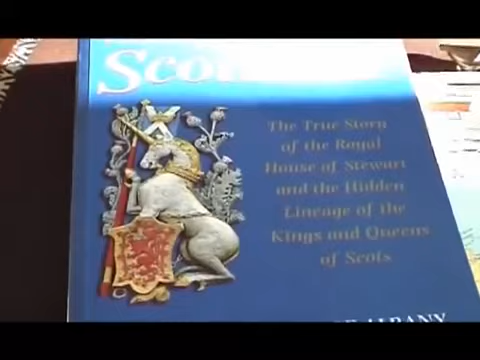 The True Story
of the Royal
House of Stewart
and the Hidden
Lineage of the
Kings and Queens
of Scots
ALBANY